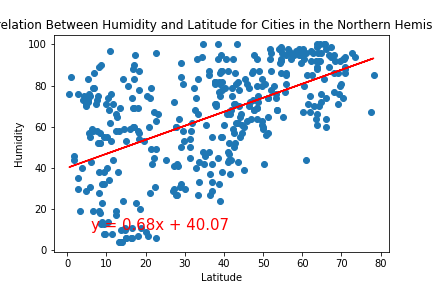 relation Between Humidity and Latitude for Cities in the Northern Hemis
100
80
60
40
20
0
Humidity
y = 0.68x + 40.07
0 10 20 30 40 50 60 70 80
Latitude